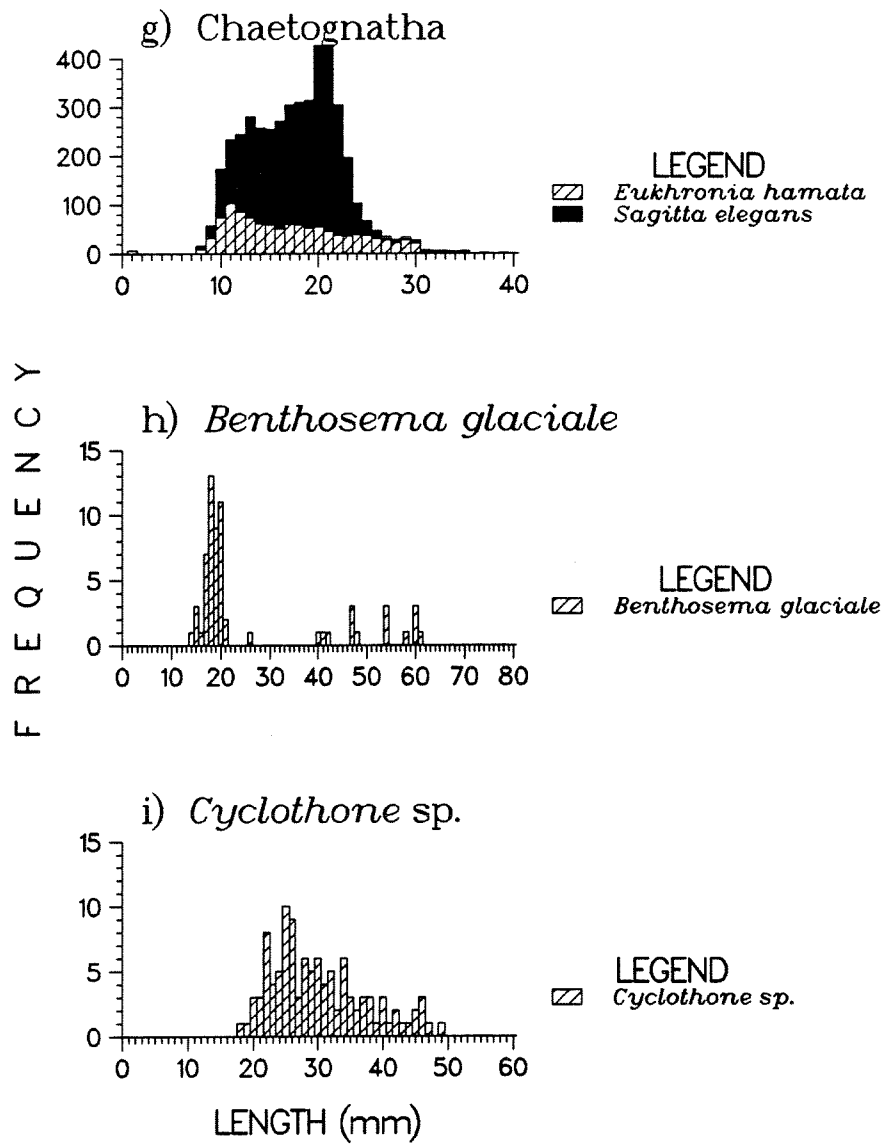 g) Chaetognatha
400
300
200
100
0
0 10 20 30 40
LEGEND
Eukhronia hamata
Sagitta elegans
FREQUENCY
h) Benthosema glaciale
15
10
5
0
0 10 20 30 40 50 60 70 80
LEGEND
Benthosema glaciale
i) Cyclothone sp.
15
10
5
0
0 10 20 30 40 50 60
LEGEND
Cyclothone sp.
LENGTH (mm)